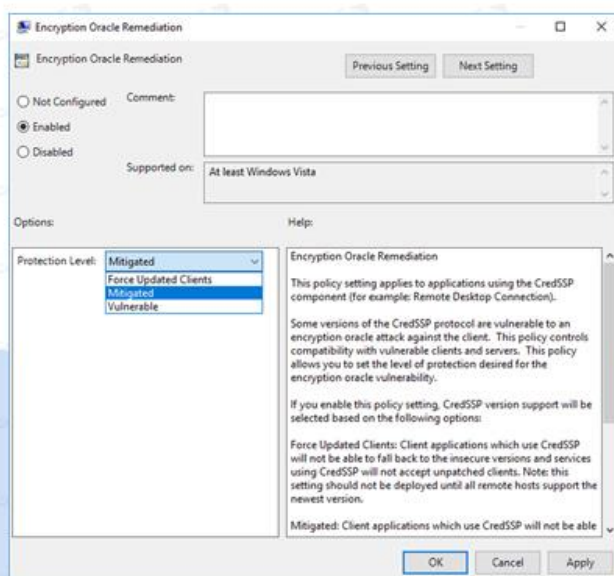 Encryption Oracle Remediation
Encryption Oracle Remediation
Previous Setting
Next Setting
Not Configured
Comment:
Enabled
Disabled
Supported on:
At least Windows Vista
Options:
Help:
Protection Level:
Mitigated
Force Updated Clients
Mitigated
Vulnerable
Encryption Oracle Remediation
This policy setting applies to applications using the CredSSP
component (for example: Remote Desktop Connection).
Some versions of the CredSSP protocol are vulnerable to an
encryption oracle attack against the client. This policy controls
compatibility with vulnerable clients and servers. This policy
allows you to set the level of protection desired for the
encryption oracle vulnerability.
If you enable this policy setting, CredSSP version support will be
selected based on the following options:
Force Updated Clients: Client applications which use CredSSP
will not be able to fall back to the insecure versions and services
using CredSSP will not accept unpatched clients. Note: this
setting should not be deployed until all remote hosts support the
newest version.
Mitigated: Client applications which use CredSSP will not be able
OK
Cancel
Apply